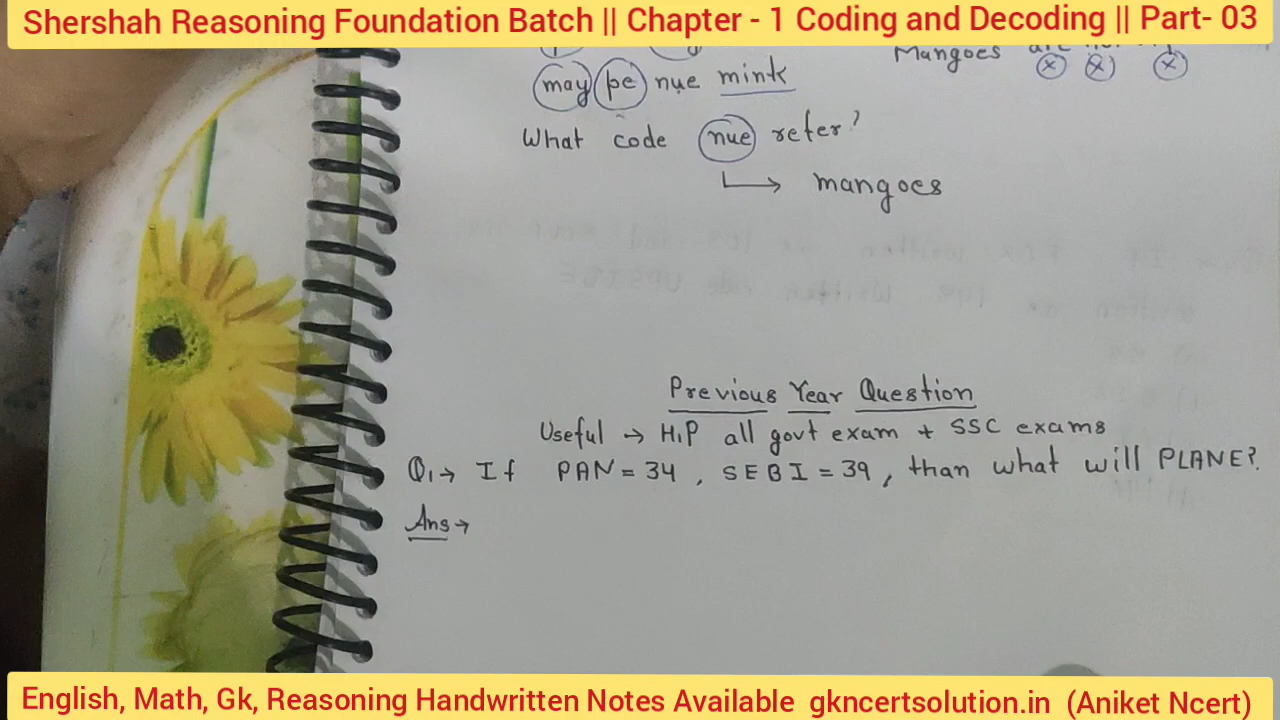 Shershah Reasoning Foundation Batch || Chapter - 1 Coding and Decoding || Part- 03
Mangoes are
may pe nue mink
What code nue refer?
mangoes
Previous Year Question
Useful → H.P all govt exam + SSC exams
Q1→ If PAN = 34, SEBI = 39, than what will PLANE?
Ans→
English, Math, Gk, Reasoning Handwritten Notes Available gkncertsolution.in (Aniket Ncert)